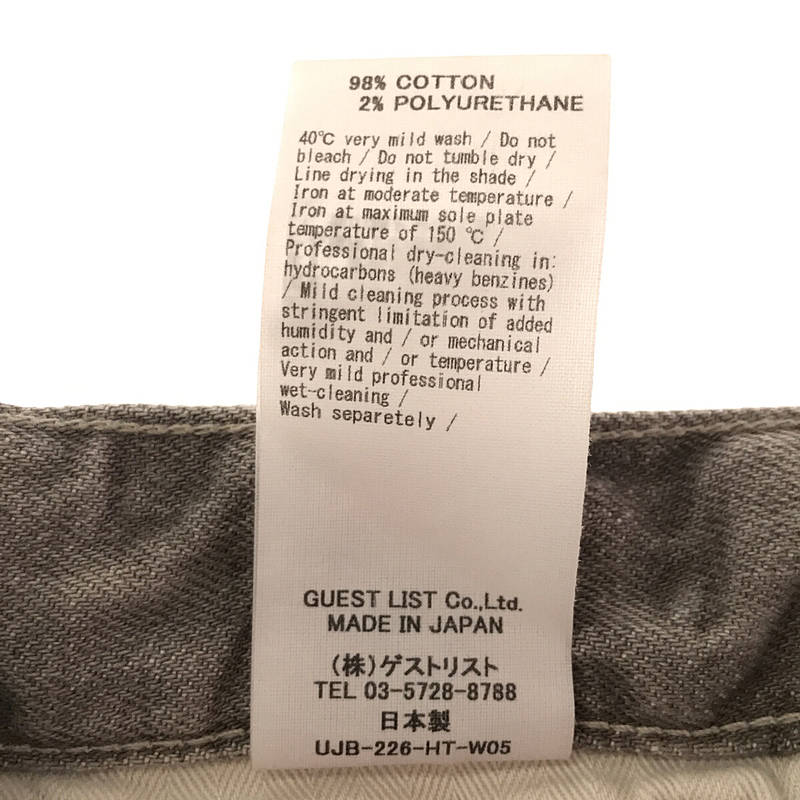 98% COTTON
2% POLYURETHANE
40℃ very mild wash / Do not
bleach / Do not tumble dry /
Line drying in the shade /
Iron at moderate temperature /
Iron at maximum sole plate
temperature of 150 ℃ /
Professional dry-cleaning in:
hydrocarbons (heavy benzines)
/ Mild cleaning process with
stringent limitation of added
humidity and / or mechanical
action and / or temperature /
Very mild professional
wet-cleaning /
Wash separetely /
GUEST LIST Co.,Ltd.
MADE IN JAPAN
(株)ゲストリスト
TEL 03-5728-8788
日本製
UJB-226-HT-W05